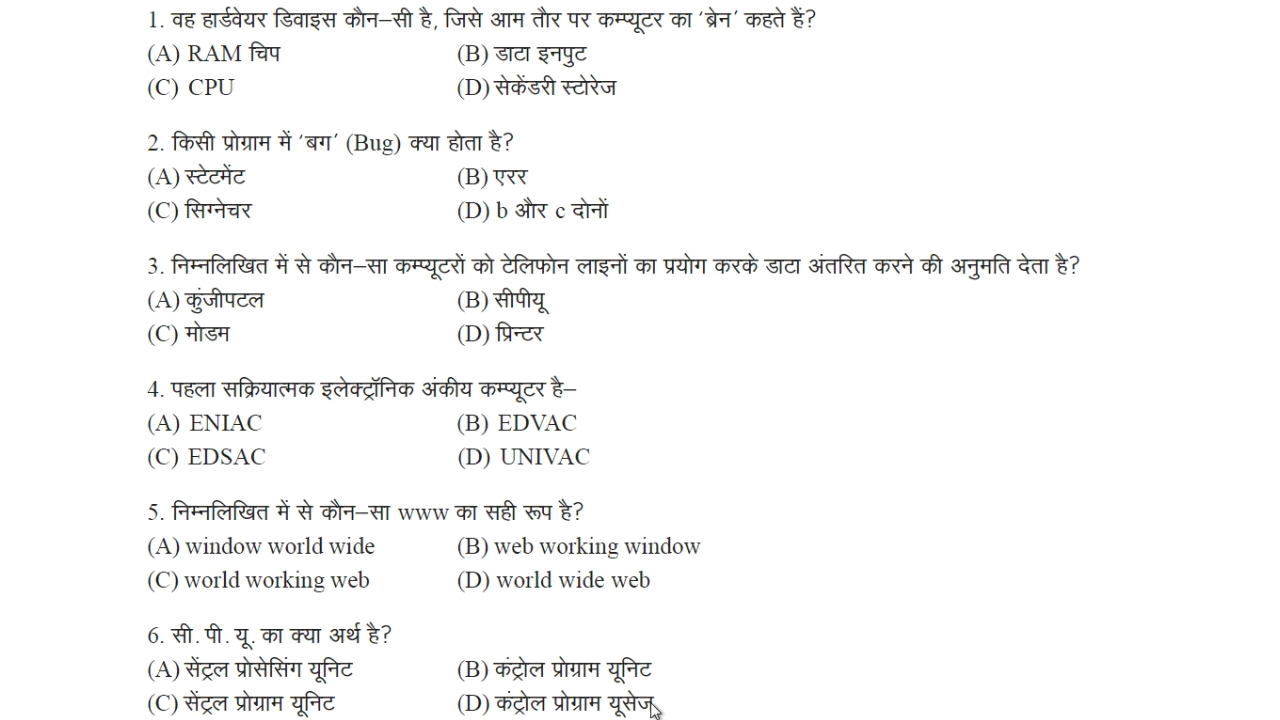 1. वह हार्डवेयर डिवाइस कौन–सी है, जिसे आम तौर पर कम्प्यूटर का ‘ब्रेन’ कहते हैं?
(A) RAM चिप (B) डाटा इनपुट
(C) CPU (D) सेकेंडरी स्टोरेज
2. किसी प्रोग्राम में ‘बग’ (Bug) क्या होता है?
(A) स्टेटमेंट (B) एरर
(C) सिग्नेचर (D) b और c दोनों
3. निम्नलिखित में से कौन–सा कम्प्यूटरों को टेलिफोन लाइनों का प्रयोग करके डाटा अंतरित करने की अनुमति देता है?
(A) कुंजीपटल (B) सीपीयू
(C) मोडम (D) प्रिन्टर
4. पहला सक्रियात्मक इलेक्ट्रॉनिक अंकीय कम्प्यूटर है–
(A) ENIAC (B) EDVAC
(C) EDSAC (D) UNIVAC
5. निम्नलिखित में से कौन–सा www का सही रूप है?
(A) window world wide (B) web working window
(C) world working web (D) world wide web
6. सी.पी.यू. का क्या अर्थ है?
(A) सेंट्रल प्रोसेसिंग यूनिट (B) कंट्रोल प्रोग्राम यूनिट
(C) सेंट्रल प्रोग्राम यूनिट (D) कंट्रोल प्रोग्राम यूसेज